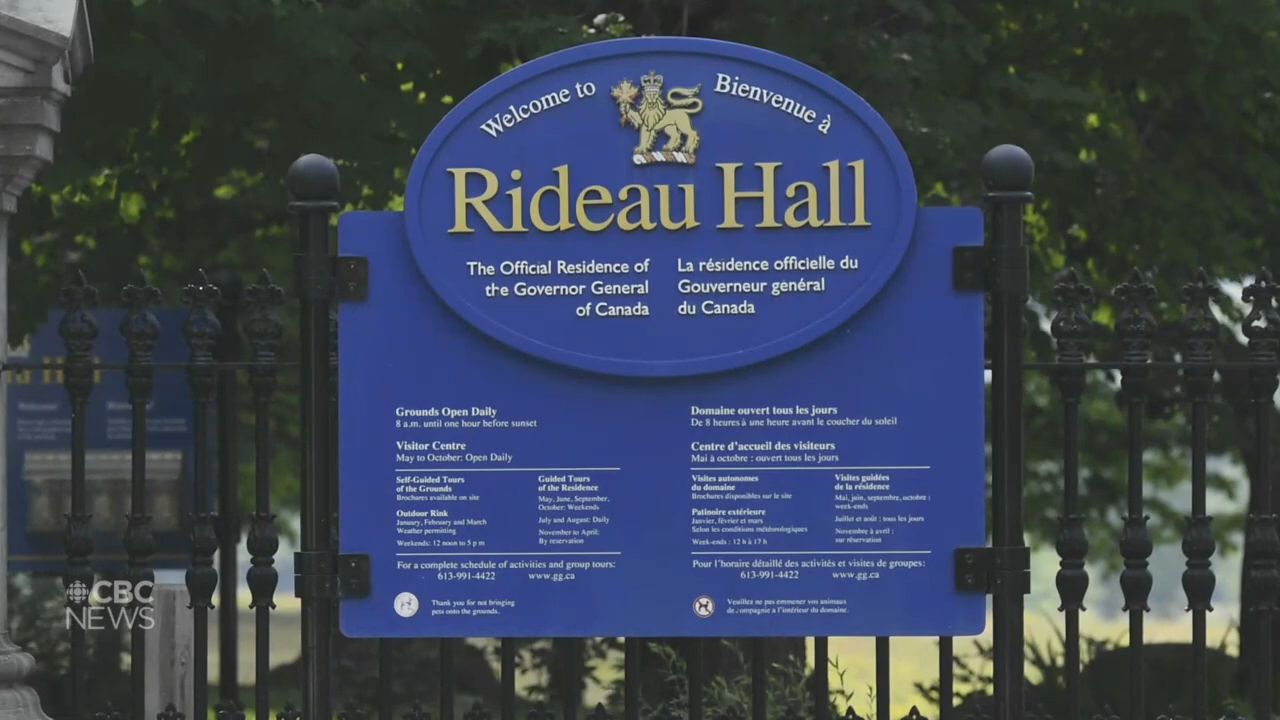 Welcome to
Bienvenue à
Rideau Hall
The Official Residence of
the Governor General
of Canada
La résidence officielle du
Gouverneur général
du Canada
Grounds Open Daily
8 a.m. until one hour before sunset
Visitor Centre
May to October: Open Daily
Self-Guided Tours
of the Grounds
Brochures available on site
Outdoor Rink
January, February and March
Weather permitting
Weekends: 12 noon to 5 pm
Guided Tours
of the Residence
May, June, September,
October: Weekends
July and August: Daily
November to April:
By reservation
For a complete schedule of activities and group tours:
613-991-4422 www.gg.ca
Thank you for not bringing
pets onto the grounds.
Domaine ouvert tous les jours
De 8 heures à une heure avant le coucher du soleil
Centre d'accueil des visiteurs
Mai à octobre : ouvert tous les jours
Visites autonomes
du domaine
Brochures disponibles sur le site
Patinoire extérieure
Janvier, février et mars
Selon les conditions météorologiques
Week-ends : 12 h à 17 h
Visites guidées
de la résidence
Mai, juin, septembre, octobre :
week-ends
Juillet et août : tous les jours
Novembre à avril :
sur réservation
Pour l'horaire détaillé des activités et visites de groupes:
613-991-4422 www.gg.ca
Veuillez ne pas emmener vos animaux
de compagnie à l'intérieur du domaine.
CBC
NEWS